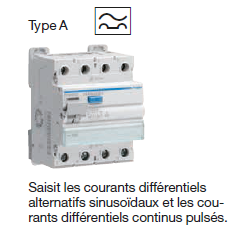 Type A
Saisit les courants différentiels
alternatifs sinusoïdaux et les cou-
rants différentiels continus pulsés.